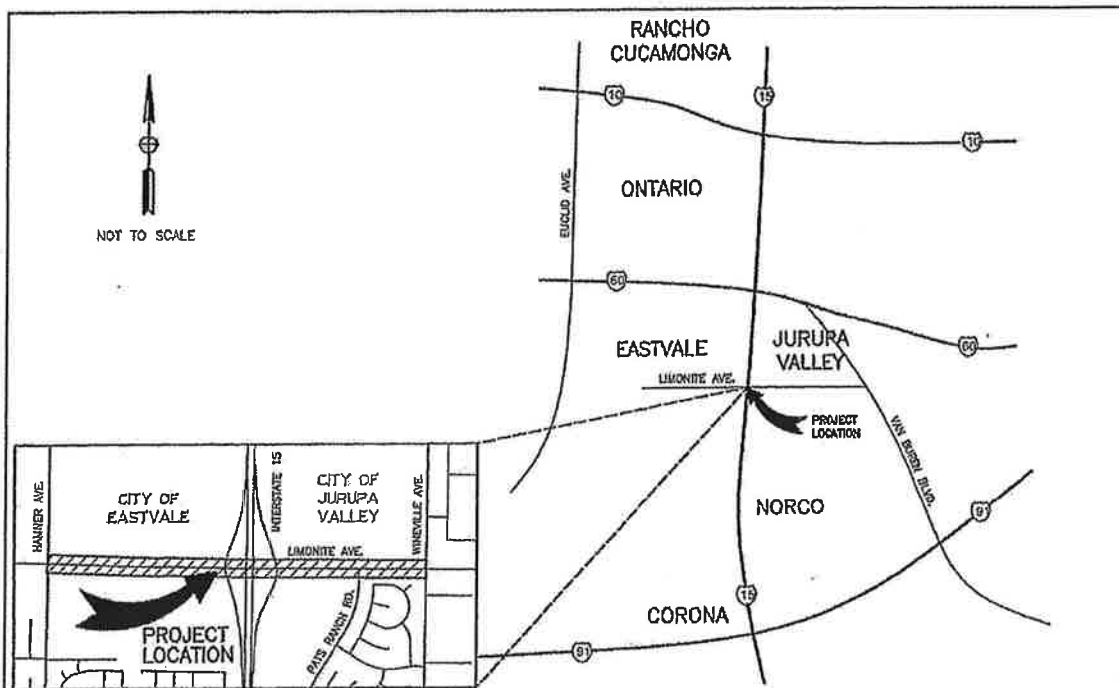 RANCHO
CUCAMONGA
10
15
10
EUCLID AVE.
ONTARIO
NOT TO SCALE
60
EASTVALE
JURUPA
VALLEY
60
LIMONITE AVE.
PROJECT
LOCATION
VAN BUREN BLVD.
NORCO
91
15
CORONA
91
HAMNER AVE.
CITY OF
EASTVALE
INTERSTATE 15
CITY OF
JURUPA
VALLEY
WINEVILLE AVE.
LIMONITE AVE.
PROJECT
LOCATION
PATS RANCH RD.